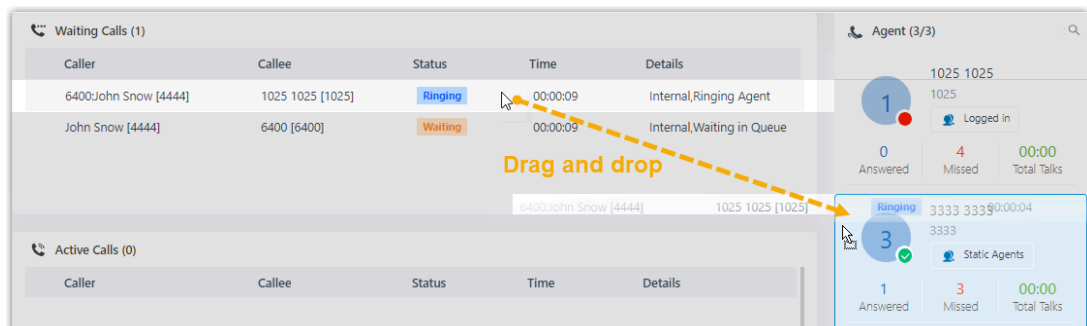 Waiting Calls (1)
Caller Callee Status Time Details
6400:John Snow [4444] 1025 1025 [1025] Ringing 00:00:09 Internal,Ringing Agent
John Snow [4444] 6400 [6400] Waiting 00:00:09 Internal,Waiting in Queue
Drag and drop
6400:John Snow [4444] 1025 1025 [1025] Ringing 00:00:04
Active Calls (0)
Caller Callee Status Time Details
Agent (3/3)
1025 1025
1
1025
Logged in
0 4 00:00
Answered Missed Total Talks
3333 3333
3
3333
Static Agents
1 3 00:00
Answered Missed Total Talks